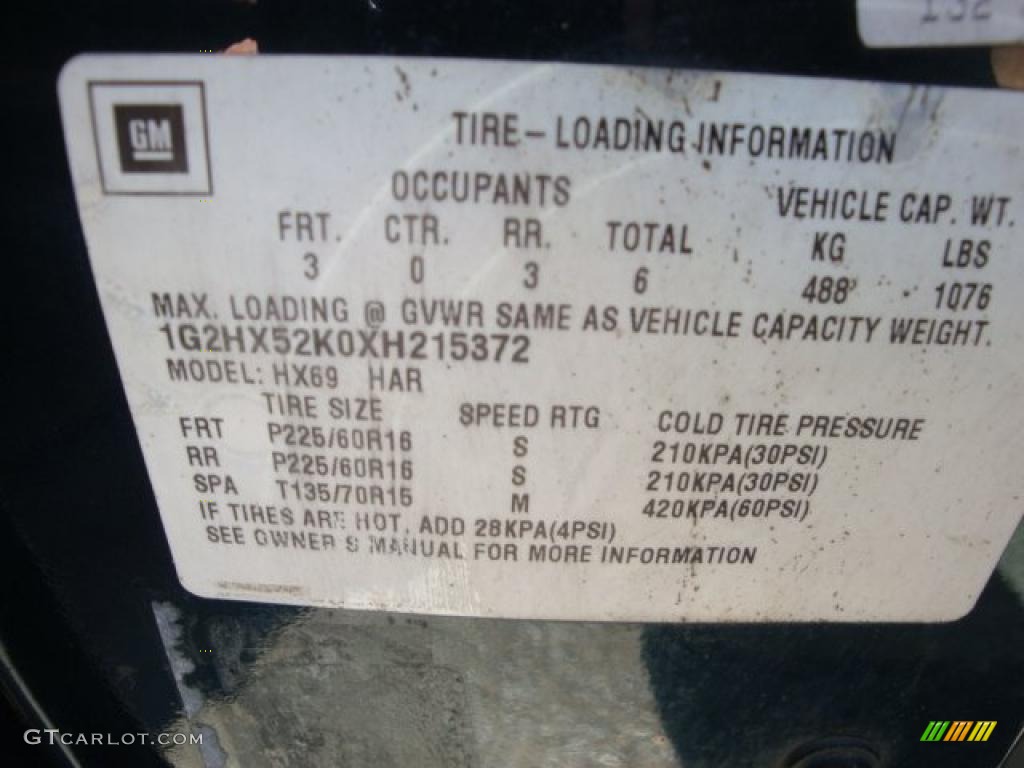 132
GM
TIRE-LOADING INFORMATION
OCCUPANTS VEHICLE CAP. WT.
FRT. CTR. RR. TOTAL KG LBS
3 0 3 6 488 1076
MAX. LOADING @ GVWR SAME AS VEHICLE CAPACITY WEIGHT.
1G2HX52K0XH215372
MODEL: HX69 HAR
TIRE SIZE SPEED RTG COLD TIRE PRESSURE
FRT P225/60R16 S 210KPA(30PSI)
RR P225/60R16 S 210KPA(30PSI)
SPA T135/70R15 M 420KPA(60PSI)
IF TIRES ARE HOT, ADD 28KPA(4PSI)
SEE OWNER S MANUAL FOR MORE INFORMATION
GTCARLOT.COM